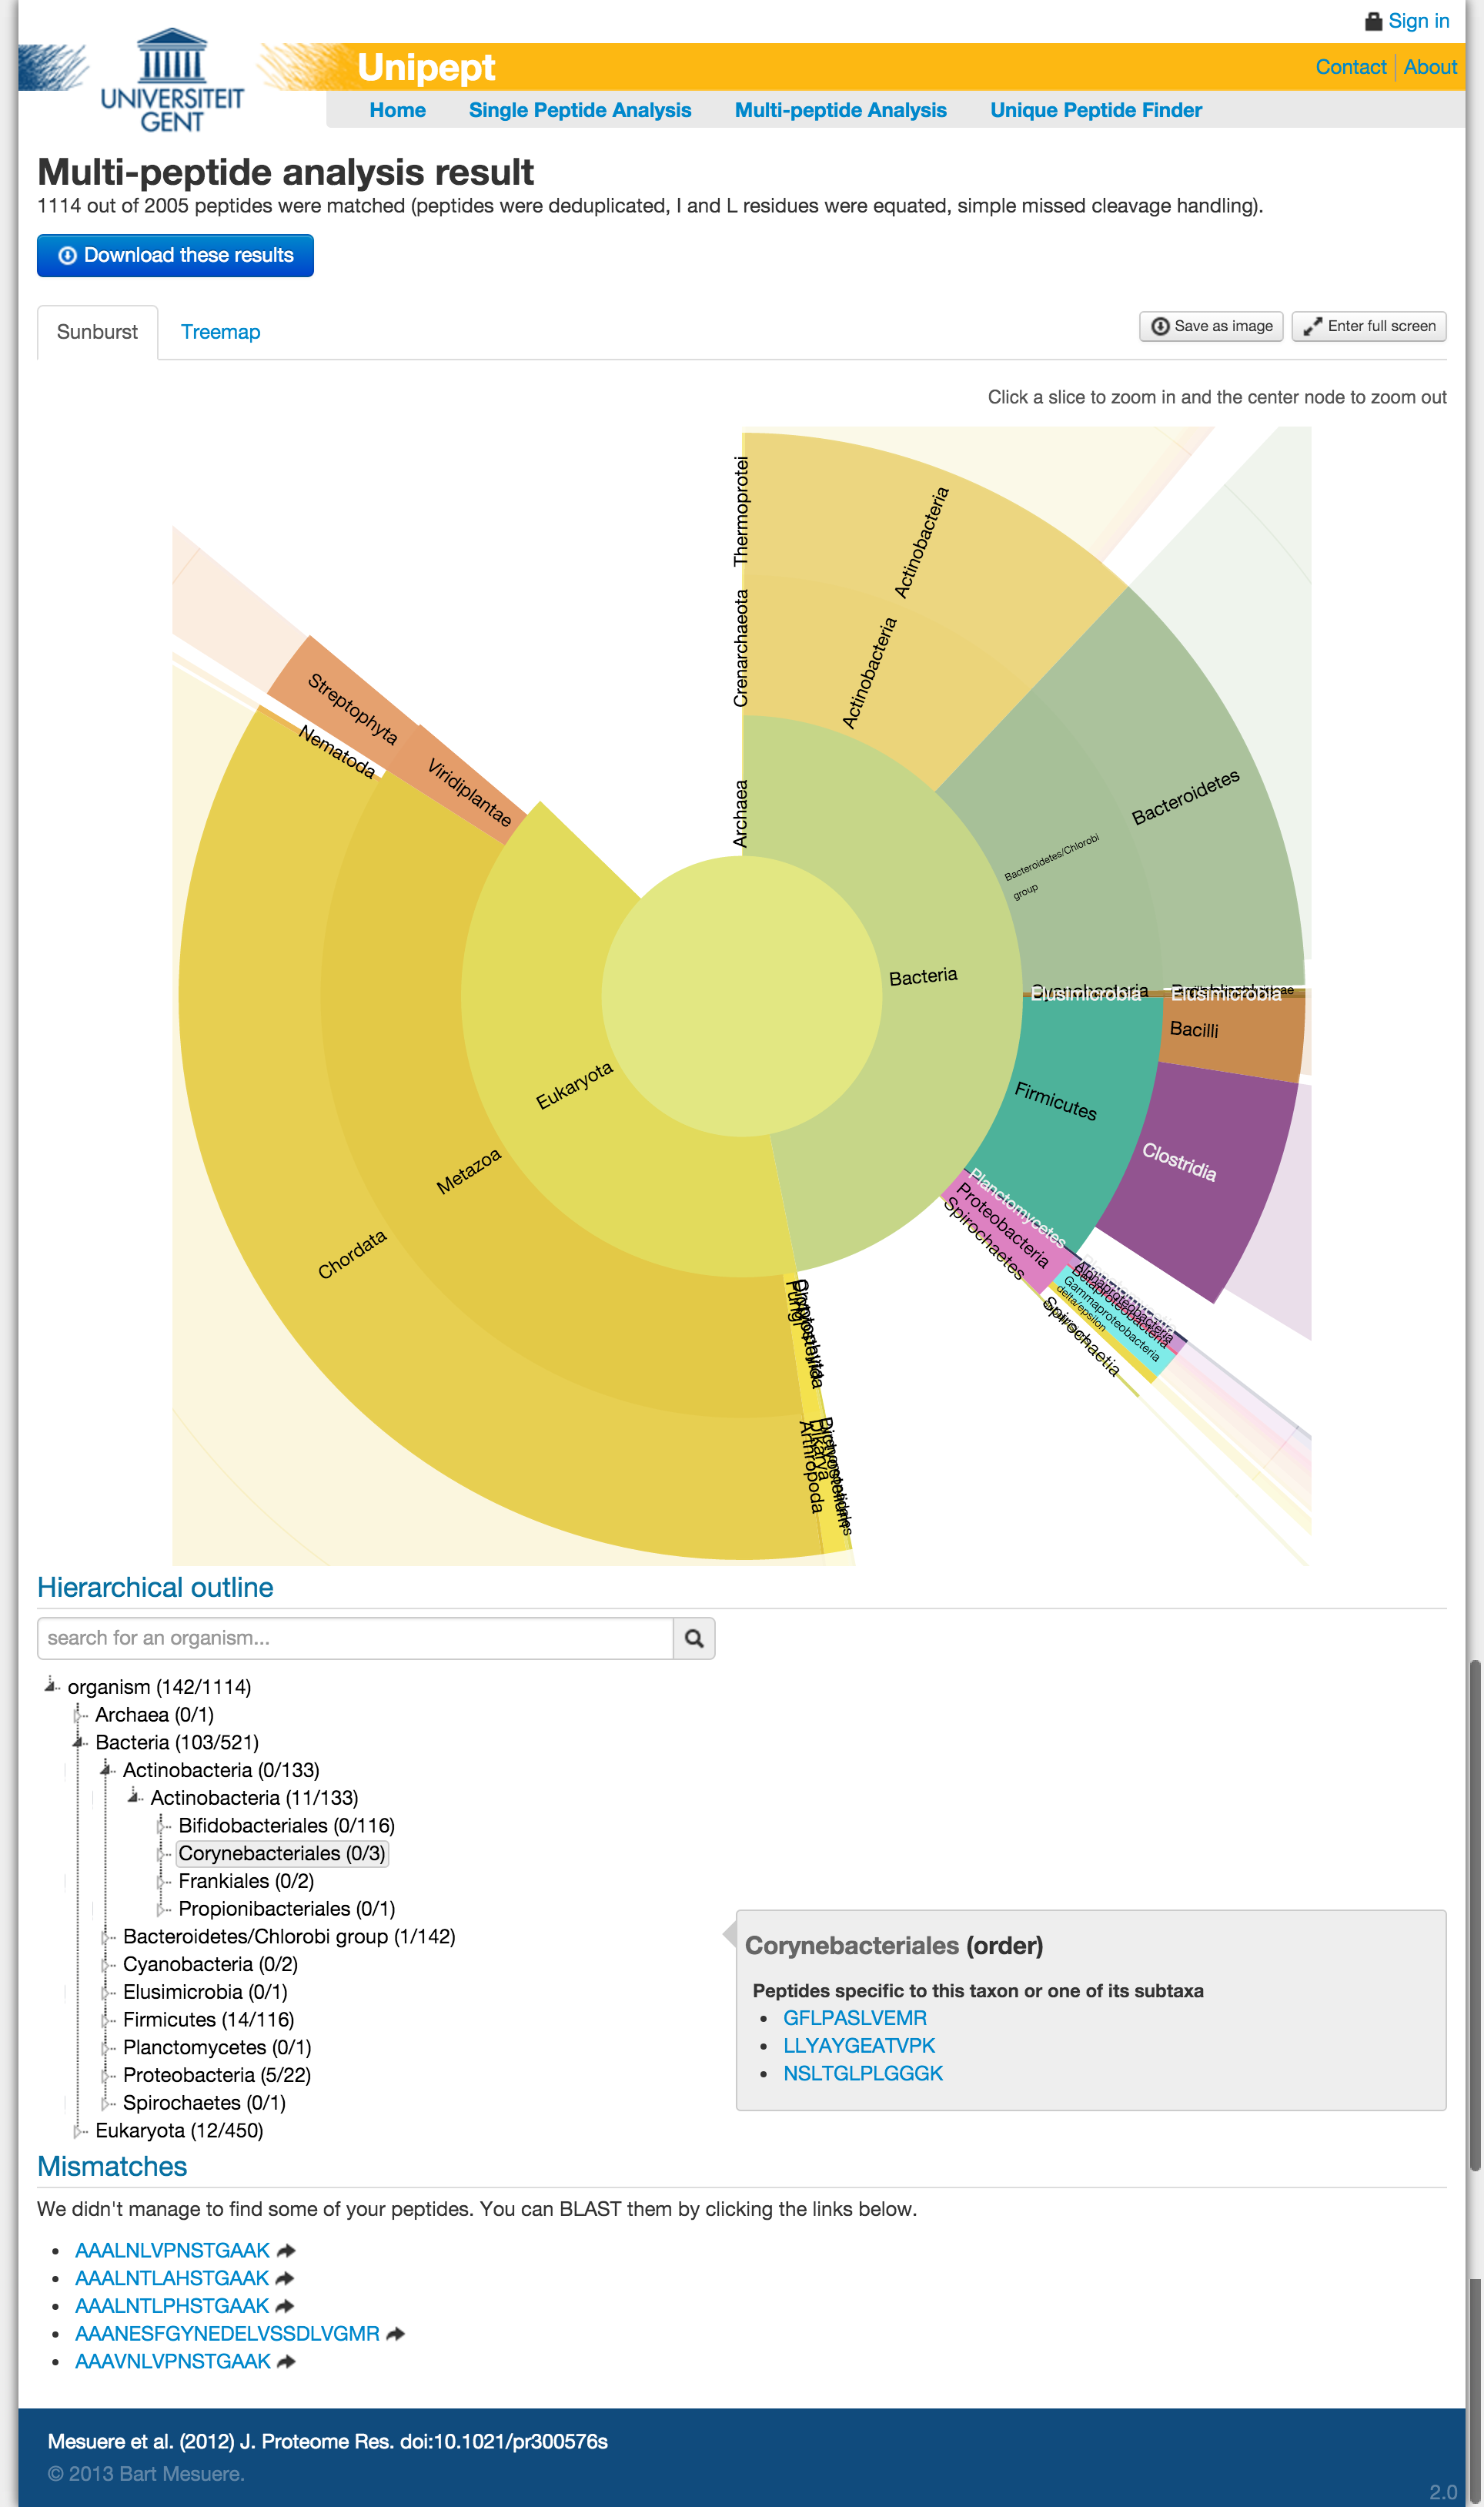 Sign in
UNIVERSITEIT
GENT
Unipept
Contact
About
Home
Single Peptide Analysis
Multi-peptide Analysis
Unique Peptide Finder
Multi-peptide analysis result
1114 out of 2005 peptides were matched (peptides were deduplicated, I and L residues were equated, simple missed cleavage handling).
Download these results
Sunburst
Treemap
Save as image
Enter full screen
Click a slice to zoom in and the center node to zoom out
Thermoprotei
Actinobacteria
Crenarchaeota
Actinobacteria
Archaea
Bacteroidetes
Bacteroidetes/Chlorobi
group
Bacteria
Cyanobacteria
Elusimicrobia
Elusimicrobia
Bacilli
Firmicutes
Clostridia
Planctomycetes
Proteobacteria
Spirochaetes
Alphaproteobacteria
Betaproteobacteria
Gammaproteobacteria
delta/epsilon
Spirochaetia
Streptophyta
Nematoda
Viridiplantae
Eukaryota
Metazoa
Chordata
Fungi
Dikarya
Arthropoda
Hierarchical outline
search for an organism...
organism (142/1114)
Archaea (0/1)
Bacteria (103/521)
Actinobacteria (0/133)
Actinobacteria (11/133)
Bifidobacteriales (0/116)
Corynebacteriales (0/3)
Frankiales (0/2)
Propionibacteriales (0/1)
Bacteroidetes/Chlorobi group (1/142)
Cyanobacteria (0/2)
Elusimicrobia (0/1)
Firmicutes (14/116)
Planctomycetes (0/1)
Proteobacteria (5/22)
Spirochaetes (0/1)
Eukaryota (12/450)
Corynebacteriales (order)
Peptides specific to this taxon or one of its subtaxa
GFLPASLVEMR
LLYAYGEATVPK
NSLTGLPLGGGK
Mismatches
We didn't manage to find some of your peptides. You can BLAST them by clicking the links below.
AAALNLVPNSTGAAK
AAALNTLAHSTGAAK
AAALNTLPHSTGAAK
AAANESFGYNEDELVSSDLVGMR
AAAVNLVPNSTGAAK
Mesuere et al. (2012) J. Proteome Res. doi:10.1021/pr300576s
© 2013 Bart Mesuere.
2.0